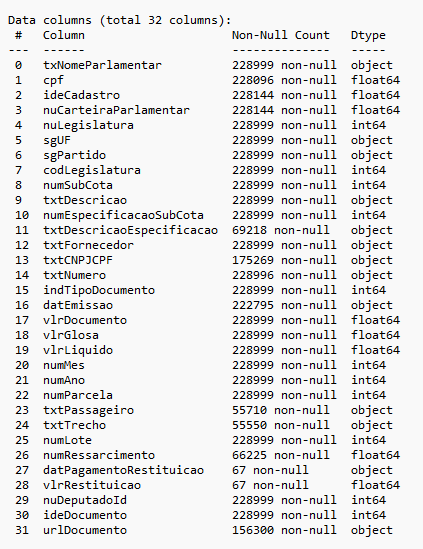 Data columns (total 32 columns):
 #   Column                     Non-Null Count   Dtype
---  ------                     --------------   -----
 0   txNomeParlamentar          228999 non-null  object
 1   cpf                        228096 non-null  float64
 2   ideCadastro                228144 non-null  float64
 3   nuCarteiraParlamentar      228144 non-null  float64
 4   nuLegislatura              228999 non-null  int64
 5   sgUF                       228999 non-null  object
 6   sgPartido                  228999 non-null  object
 7   codLegislatura             228999 non-null  int64
 8   numSubCota                 228999 non-null  int64
 9   txtDescricao               228999 non-null  object
 10  numEspecificacaoSubCota    228999 non-null  int64
 11  txtDescricaoEspecificacao  69218 non-null   object
 12  txtFornecedor              228999 non-null  object
 13  txtCNPJCPF                 175269 non-null  object
 14  txtNumero                  228996 non-null  object
 15  indTipoDocumento           228999 non-null  int64
 16  datEmissao                 222795 non-null  object
 17  vlrDocumento               228999 non-null  float64
 18  vlrGlosa                   228999 non-null  float64
 19  vlrLiquido                 228999 non-null  float64
 20  numMes                     228999 non-null  int64
 21  numAno                     228999 non-null  int64
 22  numParcela                 228999 non-null  int64
 23  txtPassageiro              55710 non-null   object
 24  txtTrecho                  55550 non-null   object
 25  numLote                    228999 non-null  int64
 26  numRessarcimento           66225 non-null   float64
 27  datPagamentoRestituicao    67 non-null      object
 28  vlrRestituicao             67 non-null      float64
 29  nuDeputadoId               228999 non-null  int64
 30  ideDocumento               228999 non-null  int64
 31  urlDocumento               156300 non-null  object